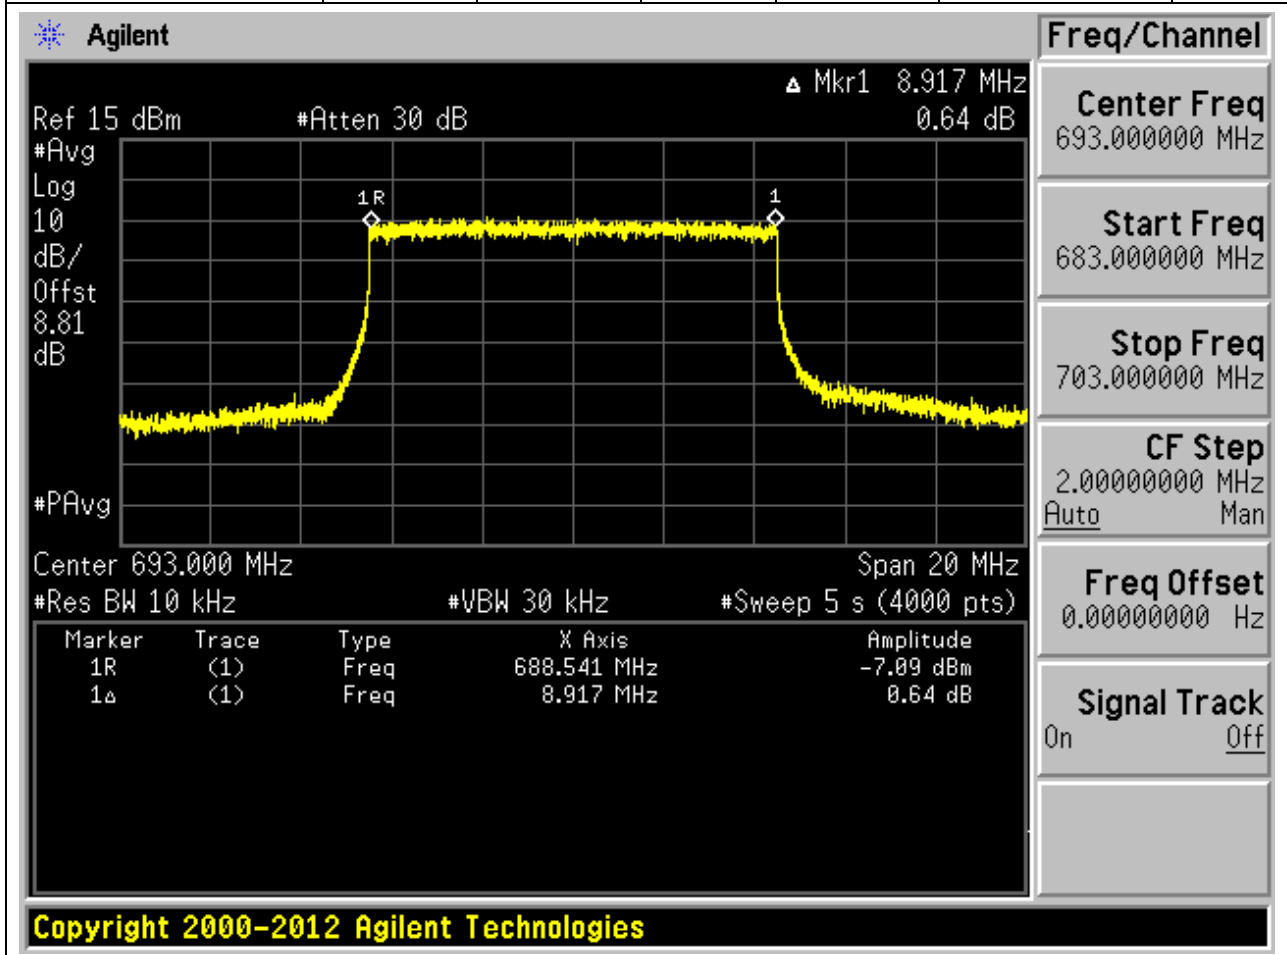 Agilent
Freq/Channel
Δ Mkr1 8.917 MHz
Ref 15 dBm #Atten 30 dB 0.64 dB
#Avg
Log
10
dB/
Offst
8.81
dB
1R
1
#PAvg
Center 693.000 MHz Span 20 MHz
#Res BW 10 kHz #VBW 30 kHz #Sweep 5 s (4000 pts)
Marker Trace Type X Axis Amplitude
1R (1) Freq 688.541 MHz -7.09 dBm
1Δ (1) Freq 8.917 MHz 0.64 dB
Center Freq
693.000000 MHz
Start Freq
683.000000 MHz
Stop Freq
703.000000 MHz
CF Step
2.00000000 MHz
Auto Man
Freq Offset
0.00000000 Hz
Signal Track
On Off
Copyright 2000-2012 Agilent Technologies